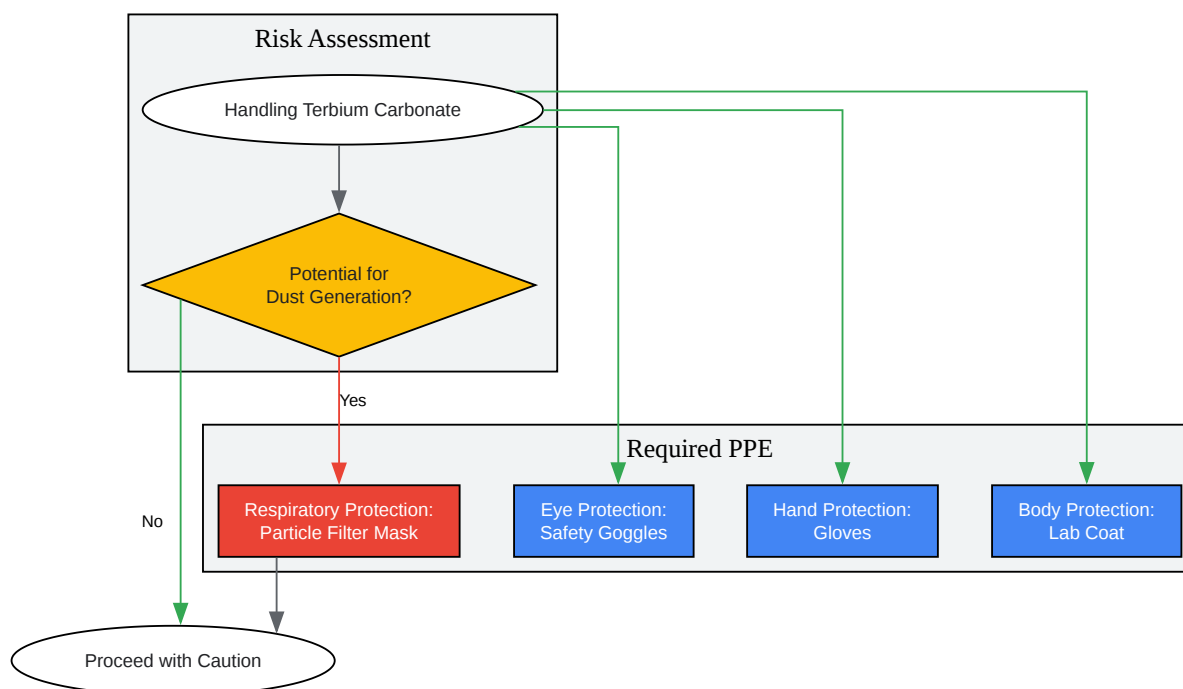 Risk Assessment
Handling Terbium Carbonate
Potential for
Dust Generation?
Yes
Required PPE
Respiratory Protection:
Particle Filter Mask
Eye Protection:
Safety Goggles
Hand Protection:
Gloves
Body Protection:
Lab Coat
No
Proceed with Caution